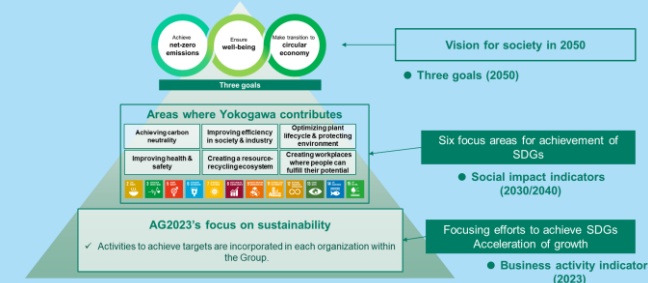 Achieve
net-zero
emissions
Ensure
well-being
Make transition to
circular
economy
Three goals
Vision for society in 2050
● Three goals (2050)
Areas where Yokogawa contributes
Achieving carbon
neutrality
Improving efficiency
in society & industry
Optimizing plant
lifecycle & protecting
environment
Improving health &
safety
Creating a resource-
recycling ecosystem
Creating workplaces
where people can
fulfill their potential
Six focus areas for achievement of
SDGs
● Social impact indicators
(2030/2040)
AG2023's focus on sustainability
✓ Activities to achieve targets are incorporated in each organization within
the Group.
Focusing efforts to achieve SDGs
Acceleration of growth
● Business activity indicator
(2023)